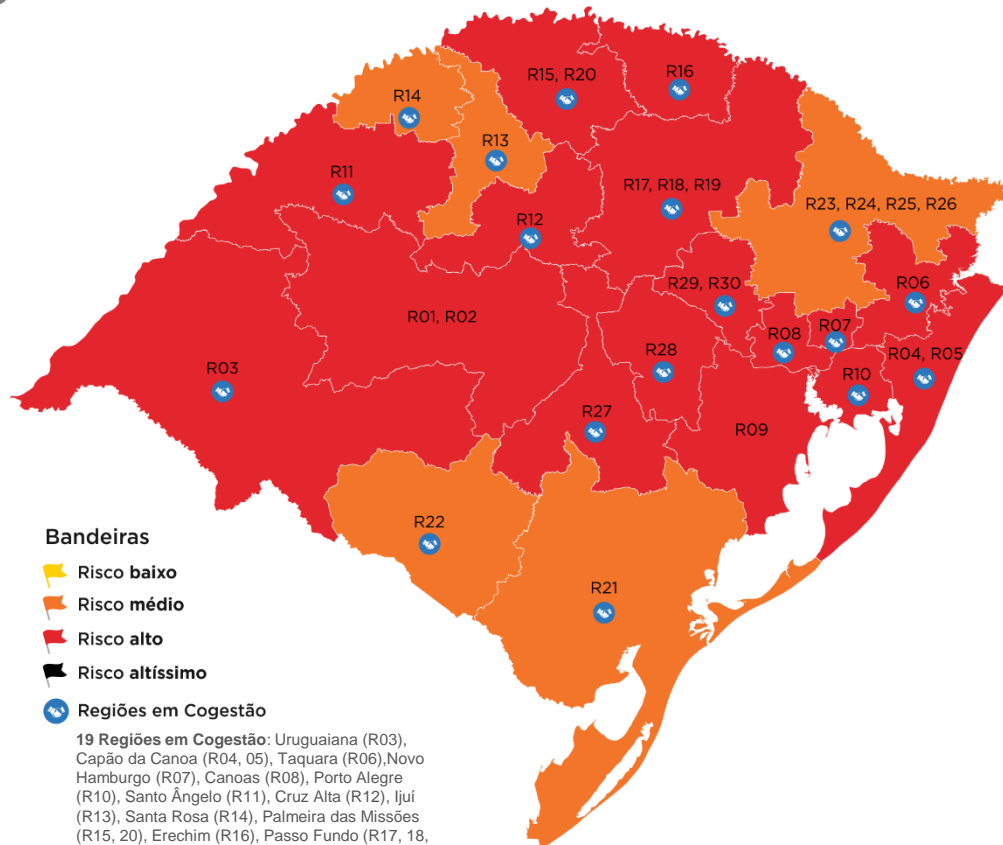 R15, R20
R16
R14
R13
R11
R17, R18, R19
R23, R24, R25, R26
R12
R06
R29, R30
R01, R02
R07
R08
R04, R05
R28
R03
R10
R27
R09
R22
R21
Bandeiras
Risco baixo
Risco médio
Risco alto
Risco altíssimo
Regiões em Cogestão
19 Regiões em Cogestão: Uruguaiana (R03),
Capão da Canoa (R04, 05), Taquara (R06),Novo
Hamburgo (R07), Canoas (R08), Porto Alegre
(R10), Santo Ângelo (R11), Cruz Alta (R12), Ijuí
(R13), Santa Rosa (R14), Palmeira das Missões
(R15, 20), Erechim (R16), Passo Fundo (R17, 18,